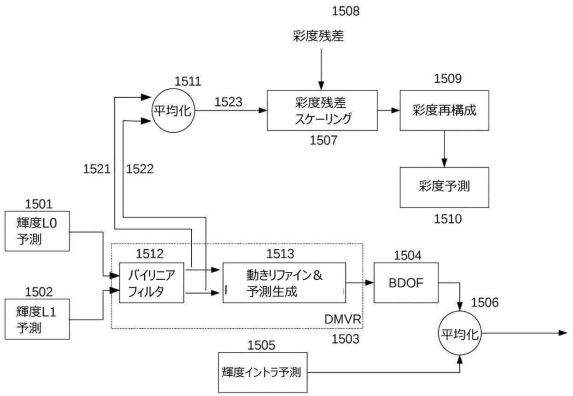 1508
彩度残差
1511
平均化
1523
彩度残差
スケーリング
1507
1509
彩度再構成
1521
1522
彩度予測
1510
1501
輝度L0
予測
1502
輝度L1
予測
1512
バイリニア
フィルタ
1513
動きリファイン&
予測生成
DMVR
1503
1504
BDOF
1506
平均化
1505
輝度イントラ予測